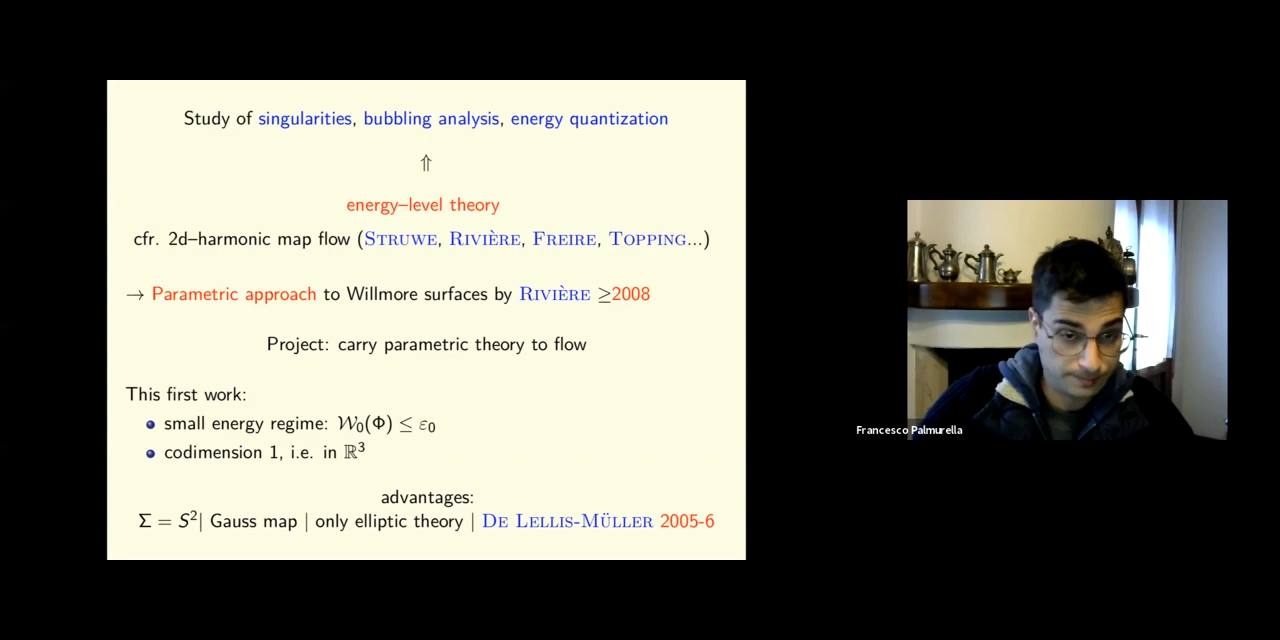 Study of singularities, bubbling analysis, energy quantization
⇑
energy–level theory
cfr. 2d–harmonic map flow (Struwe, Rivière, Freire, Topping...)
→ Parametric approach to Willmore surfaces by Rivière ≥2008
Project: carry parametric theory to flow
This first work:
• small energy regime: 𝒲₀(Φ) ≤ ε₀
• codimension 1, i.e. in ℝ³
advantages:
Σ = S²| Gauss map | only elliptic theory | De Lellis-Müller 2005-6
Francesco Palmurella